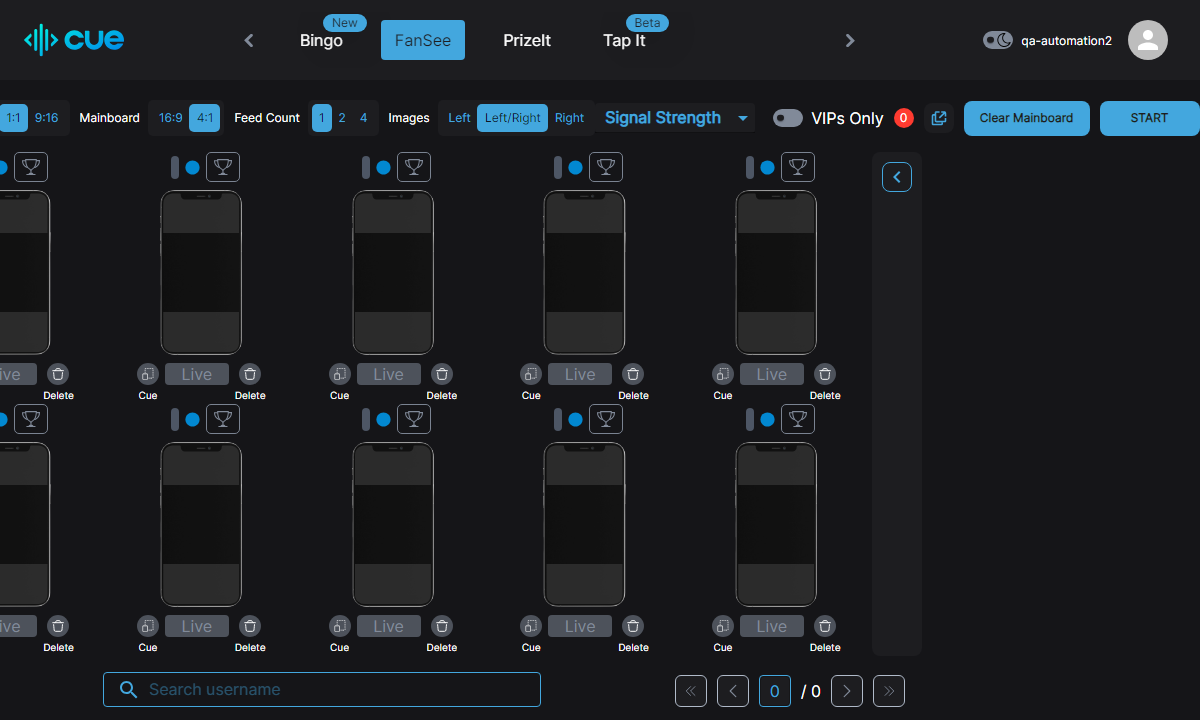 cue
New
Beta
Bingo
FanSee
PrizeIt
Tap It
qa-automation2
1:1 9:16 Mainboard 16:9 4:1 Feed Count 1 2 4 Images Left Left/Right Right Signal Strength VIPs Only 0 Clear Mainboard START
Live Live Live Live
Delete Cue Delete Cue Delete Cue Delete Cue Delete
Live Live Live Live
Delete Cue Delete Cue Delete Cue Delete Cue Delete
Search username
0 / 0